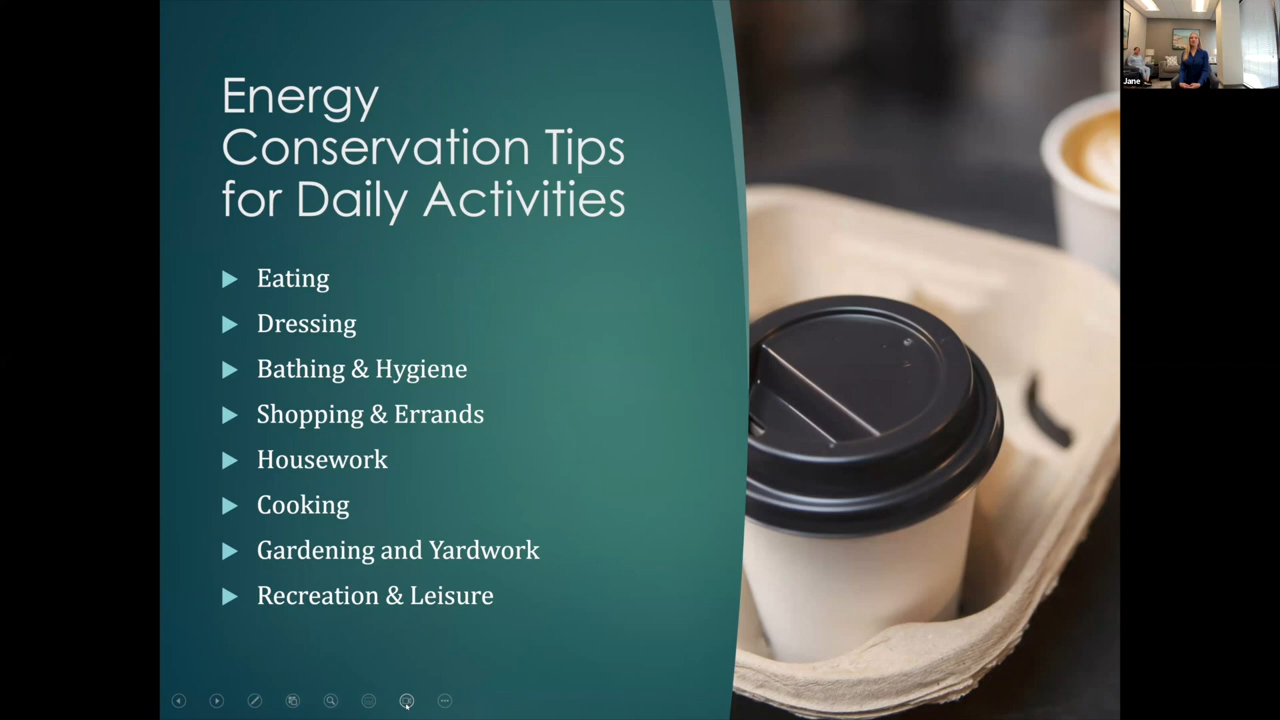 Energy
Conservation Tips
for Daily Activities
Eating
Dressing
Bathing & Hygiene
Shopping & Errands
Housework
Cooking
Gardening and Yardwork
Recreation & Leisure
Jane